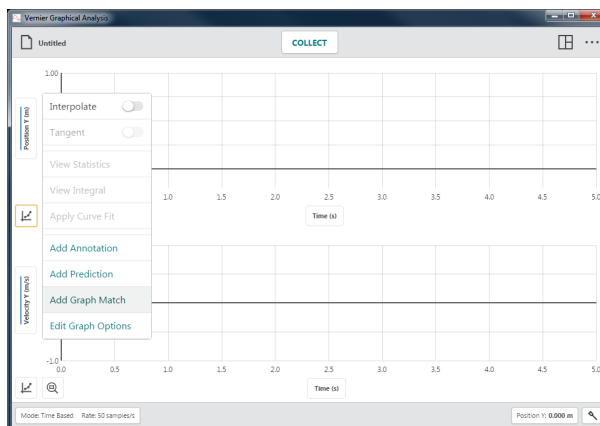 Vernier Graphical Analysis
Untitled
COLLECT
1.00
Position Y (m)
Interpolate
Tangent
View Statistics
View Integral
Apply Curve Fit
Add Annotation
Add Prediction
Add Graph Match
Edit Graph Options
1.0 1.5 2.0 2.5 3.0 3.5 4.0 4.5 5.0
Time (s)
Velocity Y (m/s)
-1.0
0.0 0.5 1.0 1.5 2.0 2.5 3.0 3.5 4.0 4.5 5.0
Time (s)
Mode: Time Based Rate: 50 samples/s
Position Y: 0.000 m